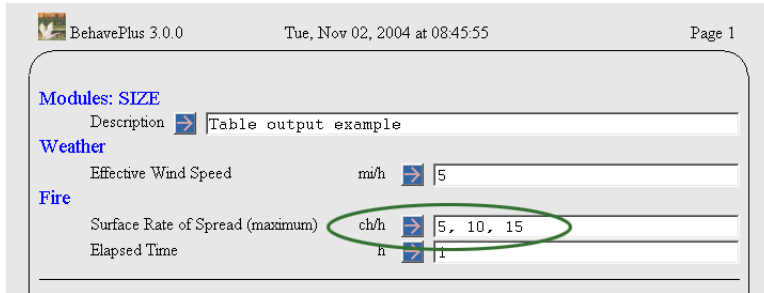 BehavePlus 3.0.0 Tue, Nov 02, 2004 at 08:45:55 Page 1
Modules: SIZE
Description Table output example
Weather
Effective Wind Speed mi/h 5
Fire
Surface Rate of Spread (maximum) ch/h 5, 10, 15
Elapsed Time h 1